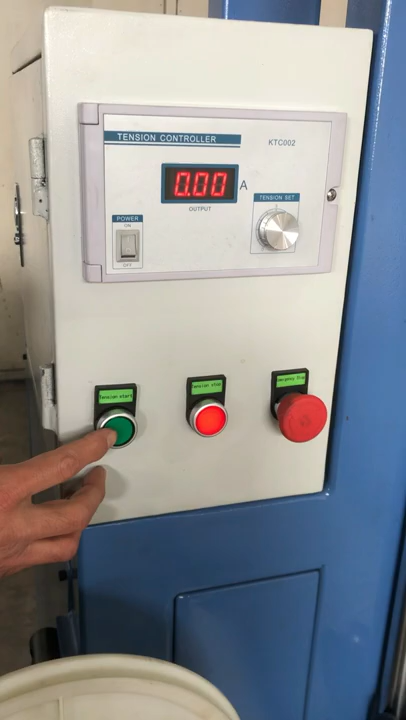 TENSION CONTROLLER
KTC002
0.00 A
OUTPUT
TENSION SET
POWER
ON
OFF
Tension start
Tension stop
Emergency Stop